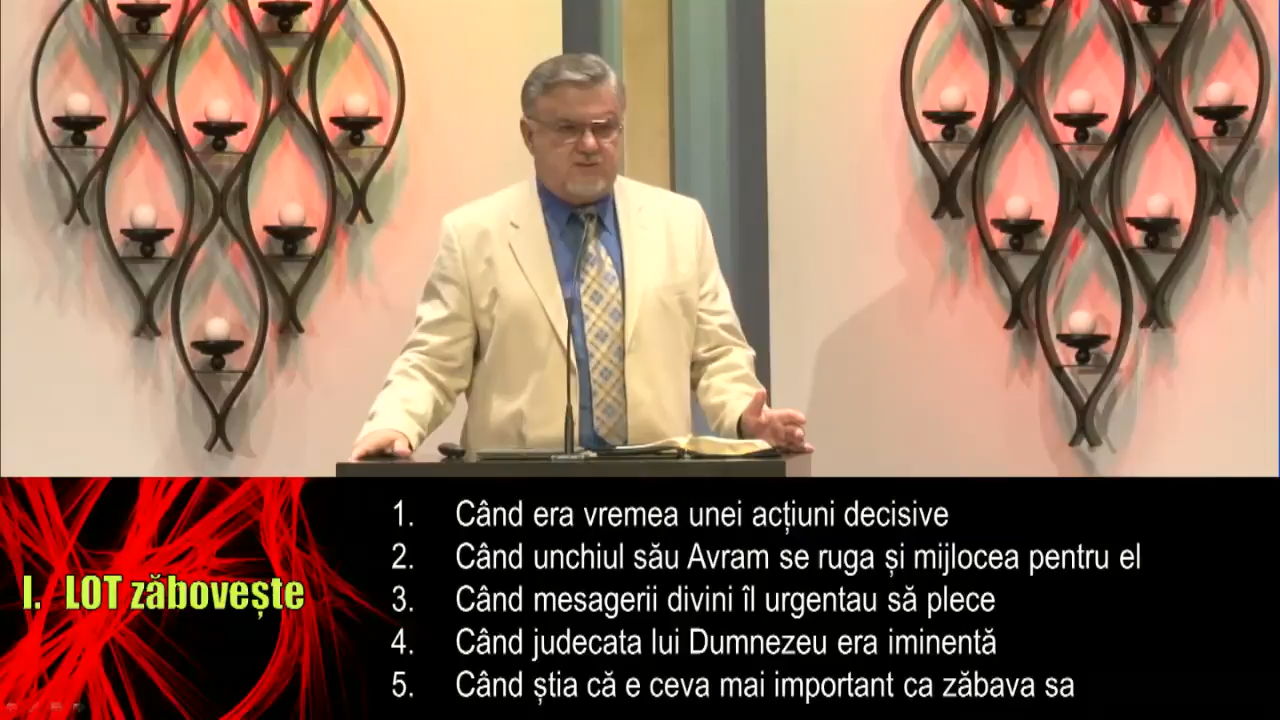 I. LOT zăbovește
1. Când era vremea unei acțiuni decisive
2. Când unchiul său Avram se ruga și mijlocea pentru el
3. Când mesagerii divini îl urgentau să plece
4. Când judecata lui Dumnezeu era iminentă
5. Când știa că e ceva mai important ca zăbava sa